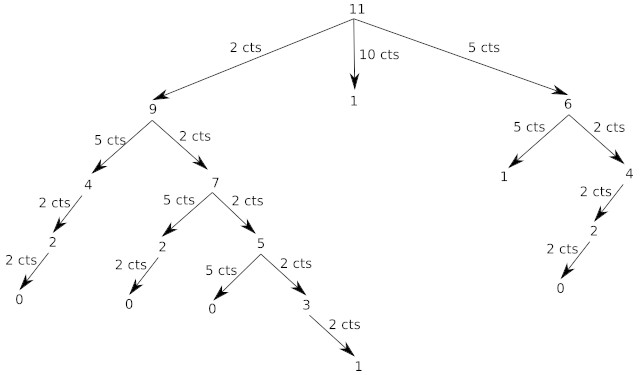 11
2 cts 10 cts 5 cts
9 1 6
5 cts 2 cts 5 cts 2 cts
4 7 1 4
2 cts 5 cts 2 cts 2 cts
2 2 5 2
2 cts 2 cts 5 cts 2 cts 2 cts
0 0 0 3 0
2 cts
1